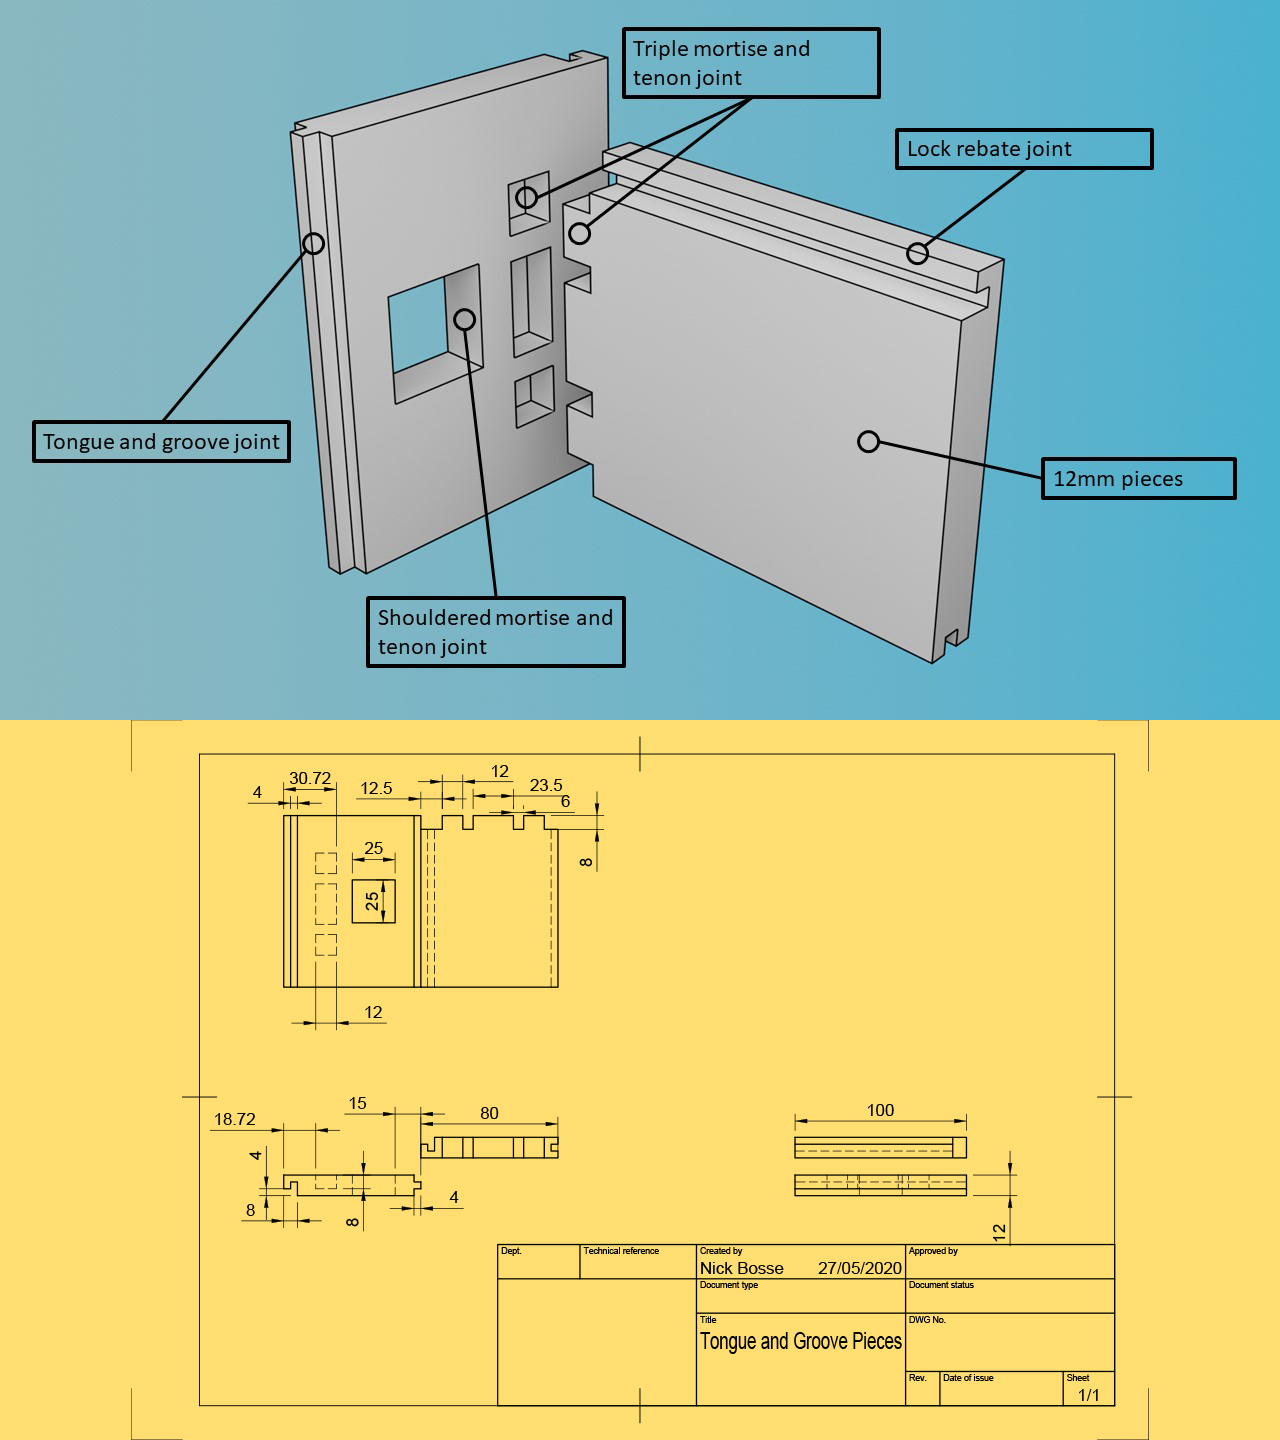 Triple mortise and
tenon joint
Lock rebate joint
Tongue and groove joint
12mm pieces
Shouldered mortise and
tenon joint
30.72
12
4
12.5
23.5
6
25
8
25
12
15
18.72
80
100
4
8
8
4
12
Dept.
Technical reference
Created by
Approved by
Nick Bosse 27/05/2020
Document type
Document status
Title
DWG No.
Tongue and Groove Pieces
Rev.
Date of issue
Sheet
1/1